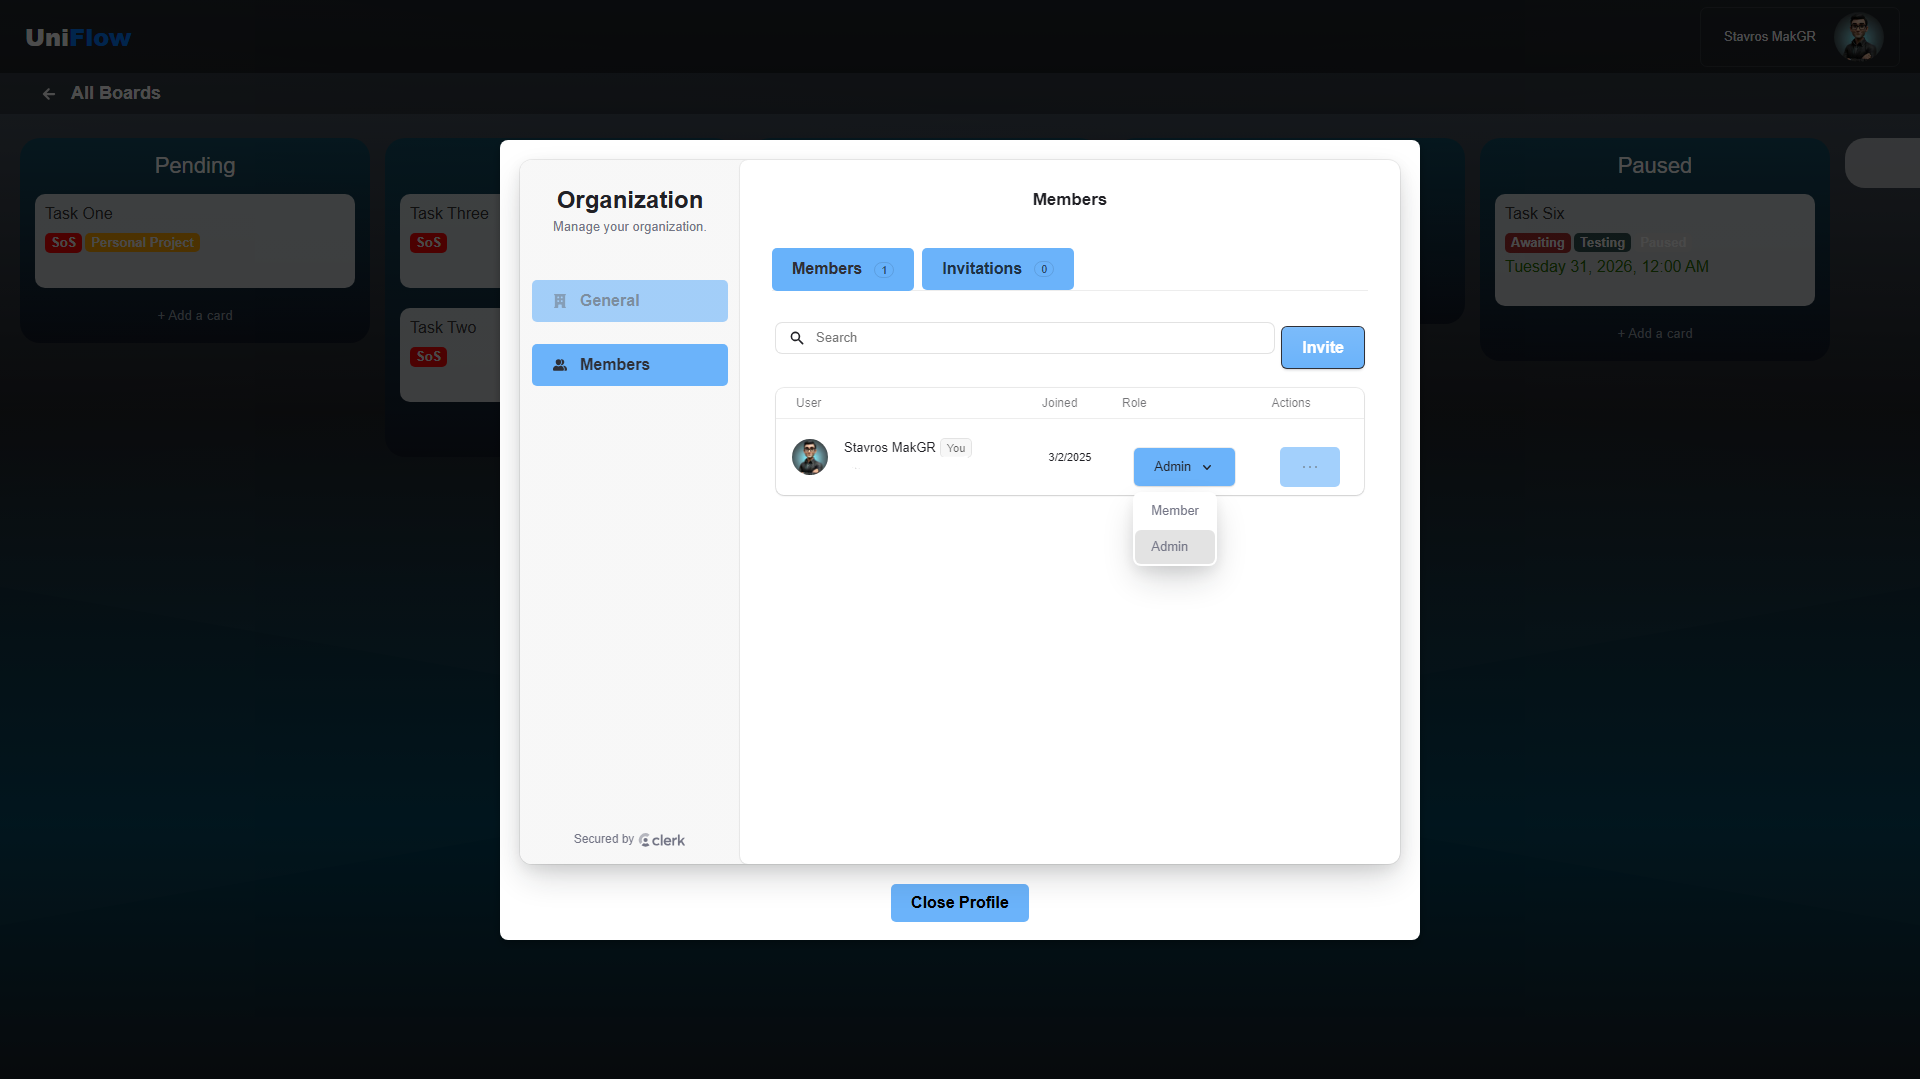 UniFlow
Stavros MakGR
All Boards
Pending
Task One
SoS Personal Project
+ Add a card
Task Three
SoS
Task Two
SoS
Paused
Task Six
Awaiting Testing Paused
Tuesday 31, 2026, 12:00 AM
+ Add a card
Organization
Manage your organization.
General
Members
Secured by clerk
Members
Members 1
Invitations 0
Search
Invite
User Joined Role Actions
Stavros MakGR You
3/2/2025
Admin
...
Member
Admin
Close Profile